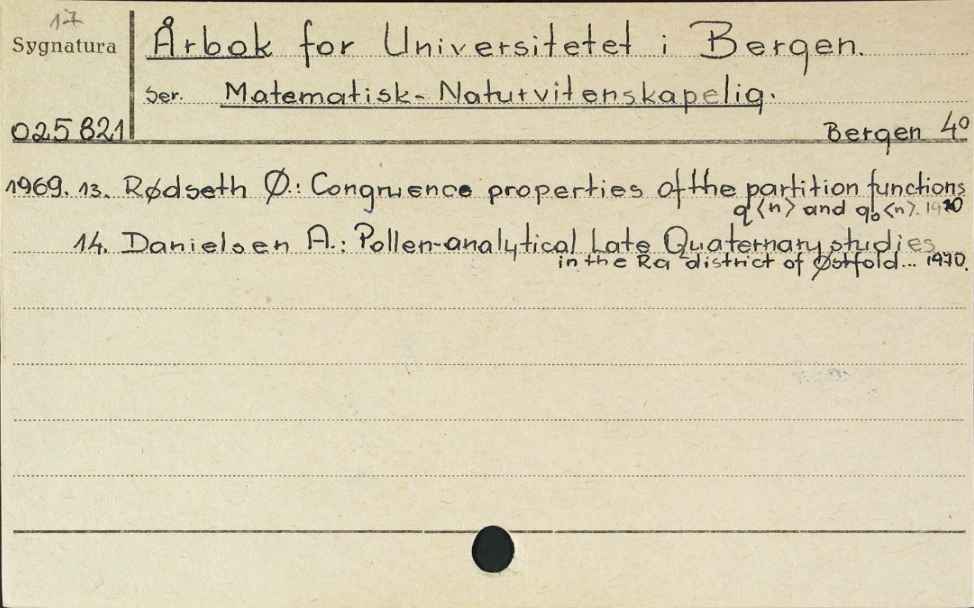 17
Sygnatura
Årbok for Universitetet i Bergen.
Ser. Matematisk-Naturvitenskapelig.
025821
Bergen 4°
1969. 13. Rødseth Ø.: Congruence properties of the partition functions
q<n> and q₀<n>. 1970
14. Danielsen A.: Pollen-analytical Late Quaternary studies
in the Ra district of Østfold... 1970.